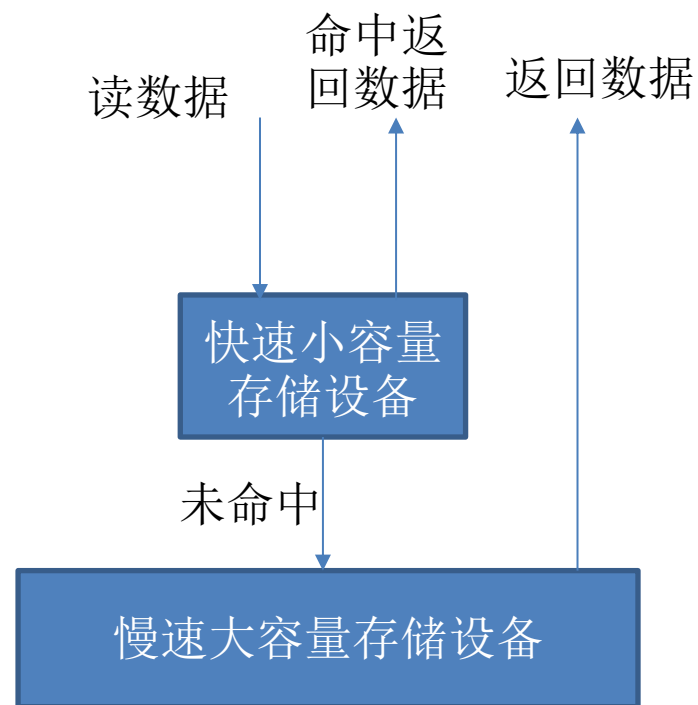 读数据
命中返
回数据
返回数据
快速小容量
存储设备
未命中
慢速大容量存储设备